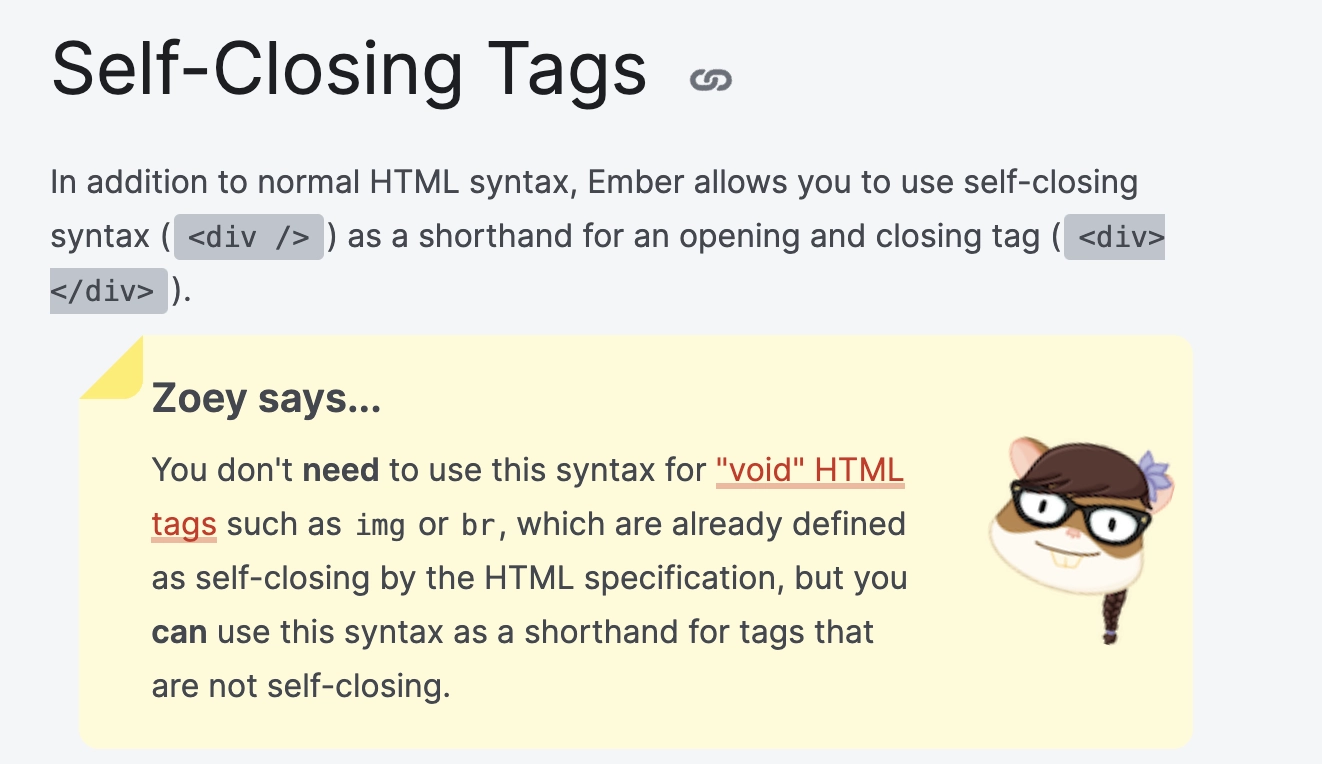 Self-Closing Tags
In addition to normal HTML syntax, Ember allows you to use self-closing
syntax ( <div /> ) as a shorthand for an opening and closing tag ( <div>
</div> ).
Zoey says...
You don't need to use this syntax for "void" HTML
tags such as img or br, which are already defined
as self-closing by the HTML specification, but you
can use this syntax as a shorthand for tags that
are not self-closing.